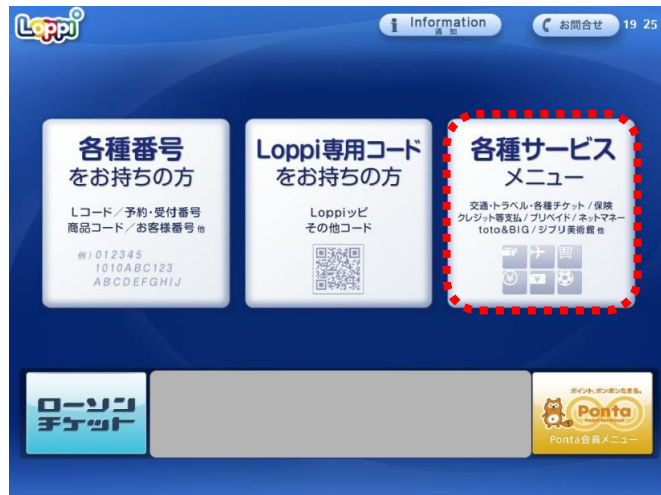 Loppi
i Information
通知
お問合せ
19 25
各種番号
をお持ちの方
Lコード／予約・受付番号
商品コード／お客様番号 他
例）012345
1010ABC123
ABCDEFGHIJ
Loppi専用コード
をお持ちの方
Loppiッピ
その他コード
各種サービス
メニュー
交通・トラベル・各種チケット／保険
クレジット等支払／プリペイド／ネットマネー
toto&BIG／ジブリ美術館 他
ローソン
チケット
ポイント、ポンポンたまる。
Ponta
Ponta会員メニュー